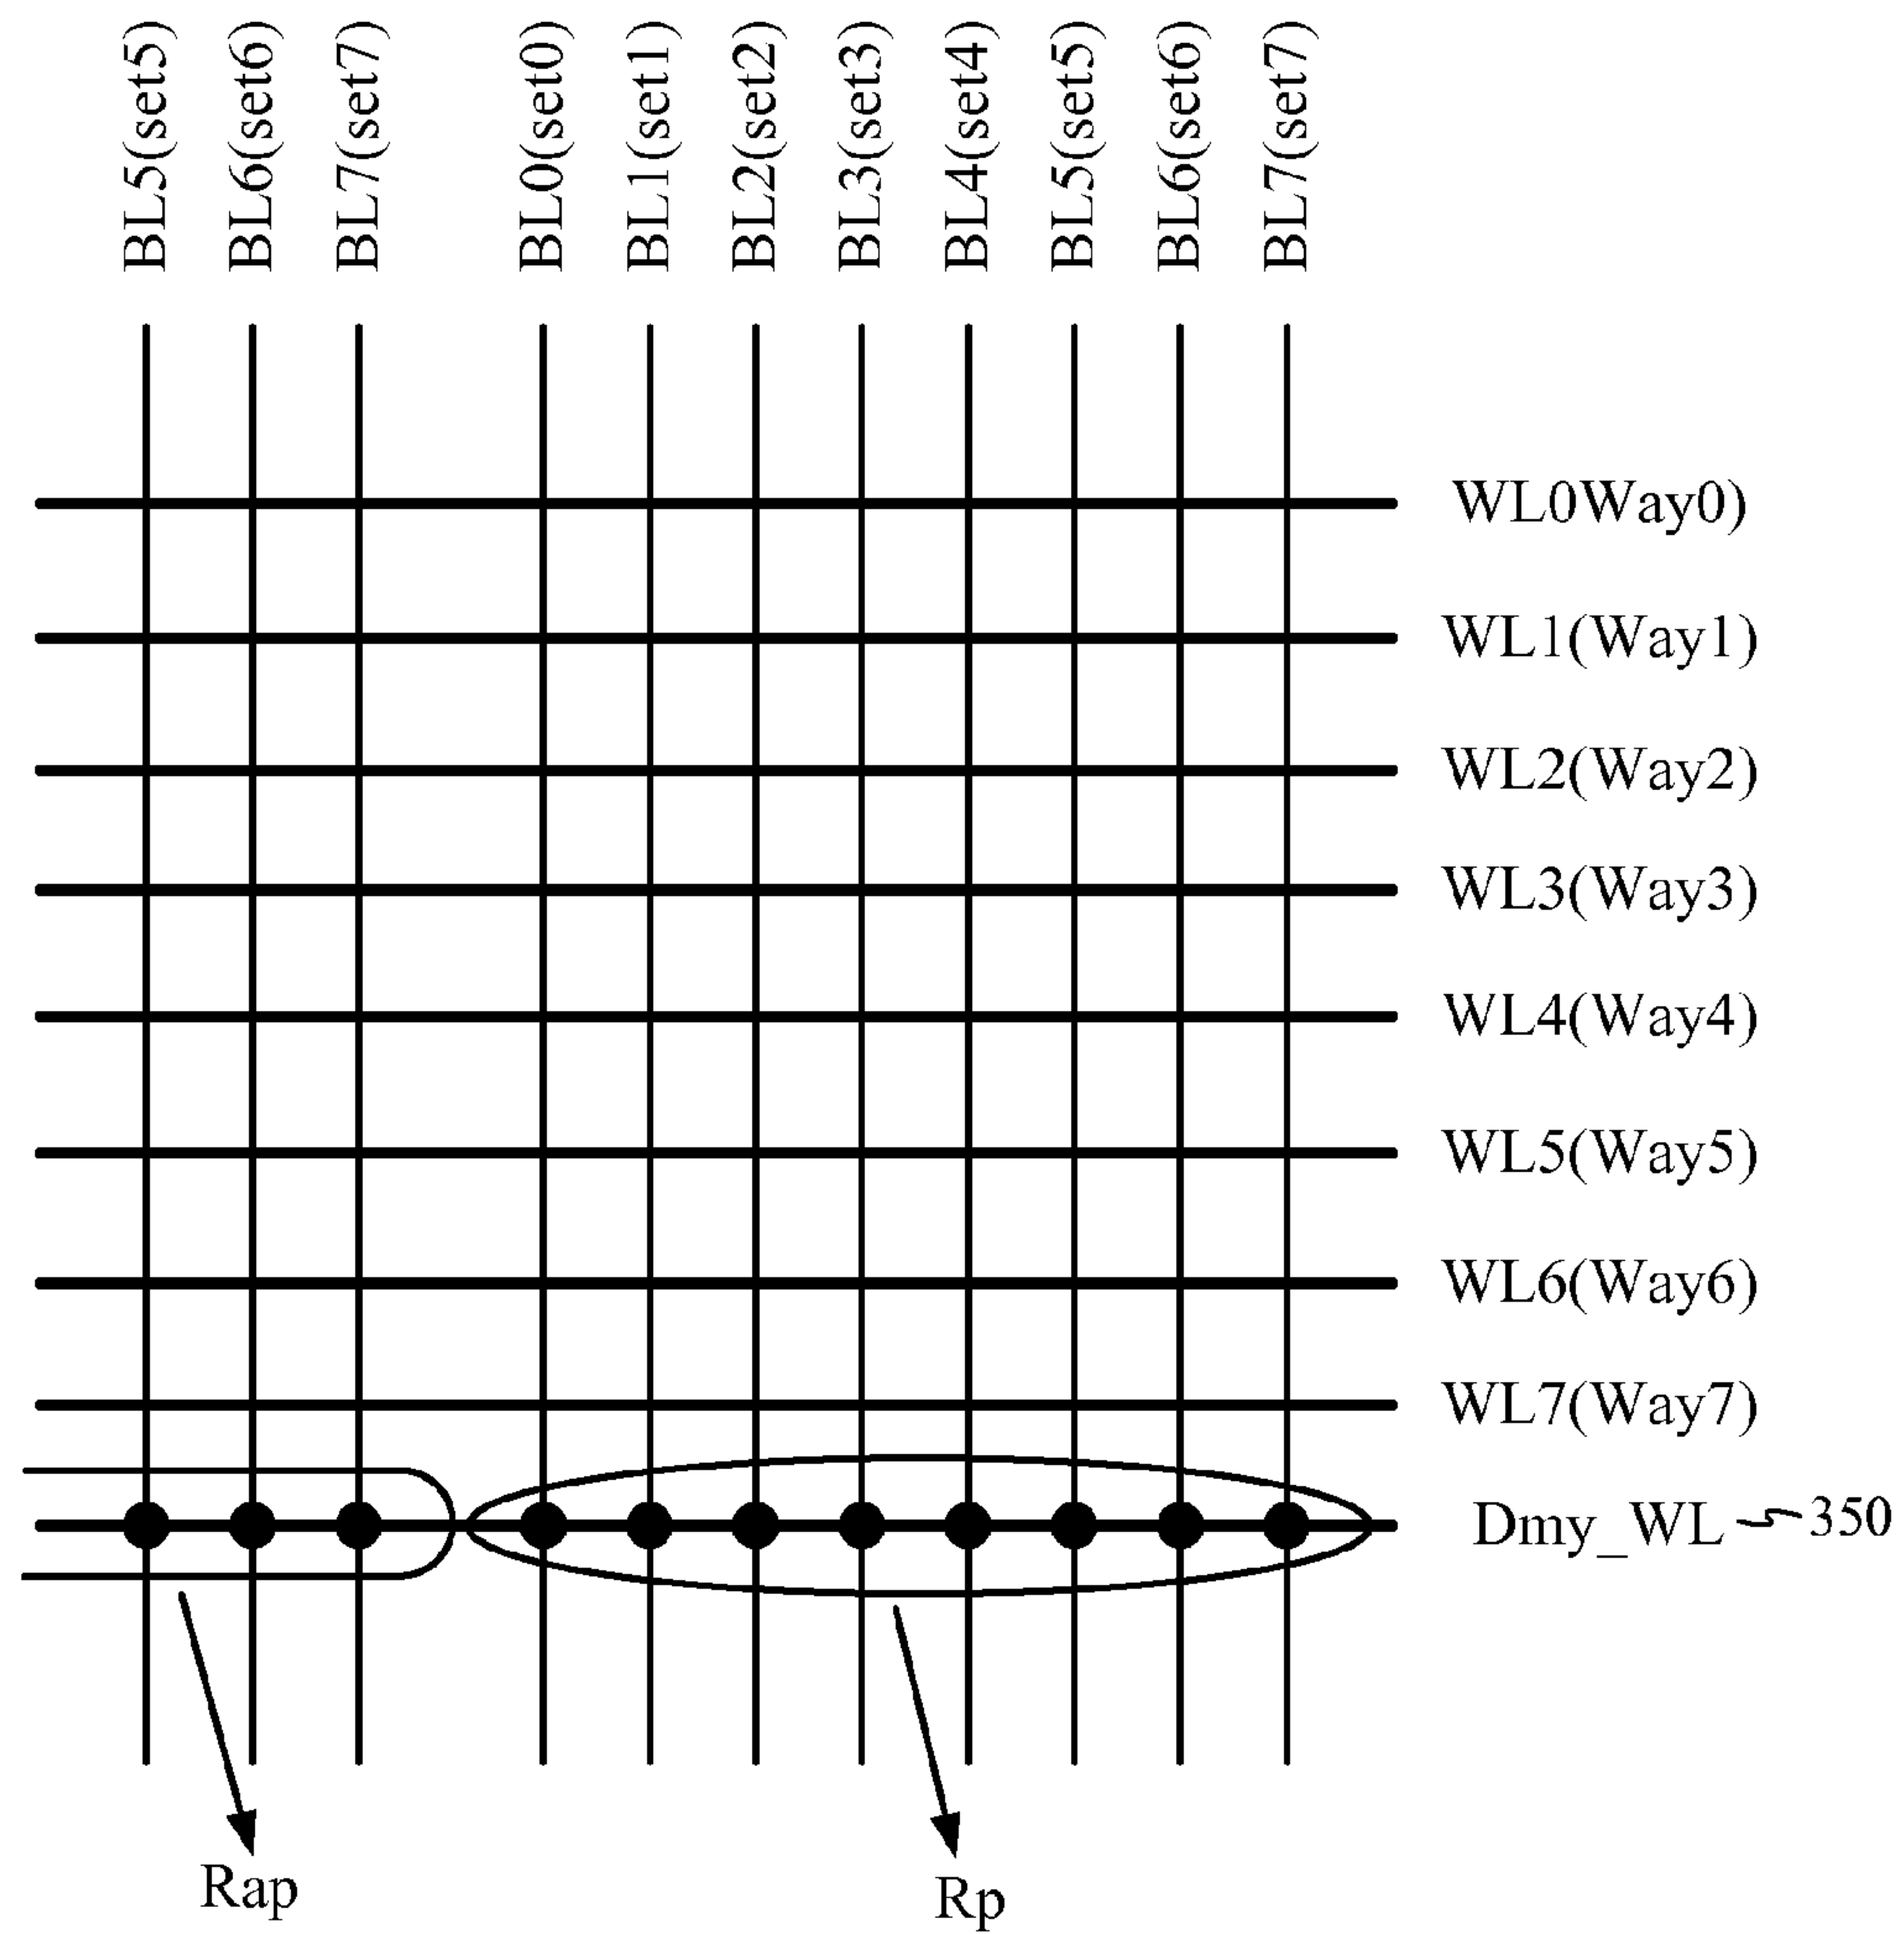 BL5(set5)
BL6(set6)
BL7(set7)
BL0(set0)
BL1(set1)
BL2(set2)
BL3(set3)
BL4(set4)
BL5(set5)
BL6(set6)
BL7(set7)
WL0Way0)
WL1(Way1)
WL2(Way2)
WL3(Way3)
WL4(Way4)
WL5(Way5)
WL6(Way6)
WL7(Way7)
Dmy_WL 350
Rap
Rp